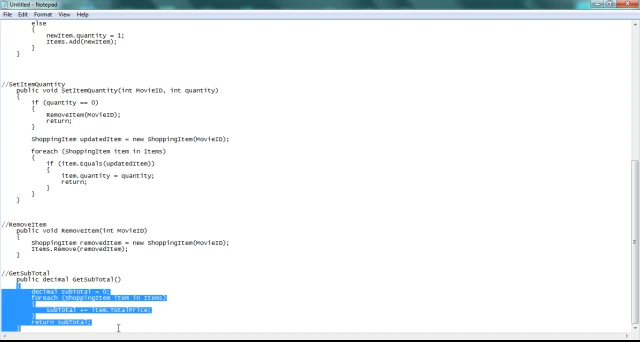 Untitled - Notepad
File Edit Format View Help
else
{
newItem.quantity = 1;
Items.Add(newItem);
}
}
//SetItemQuantity
public void SetItemQuantity(int MovieID, int quantity)
{
if (quantity == 0)
{
RemoveItem(MovieID);
return;
}
ShoppingItem updatedItem = new ShoppingItem(MovieID);
foreach (ShoppingItem item in Items)
{
if (item.Equals(updatedItem))
{
item.quantity = quantity;
return;
}
}
}
//RemoveItem
public void RemoveItem(int MovieID)
{
ShoppingItem removedItem = new ShoppingItem(MovieID);
Items.Remove(removedItem);
}
//GetSubTotal
public decimal GetSubTotal()
{
decimal subTotal = 0;
foreach (ShoppingItem item in Items)
{
subTotal += item.TotalPrice;
}
return subTotal;
}